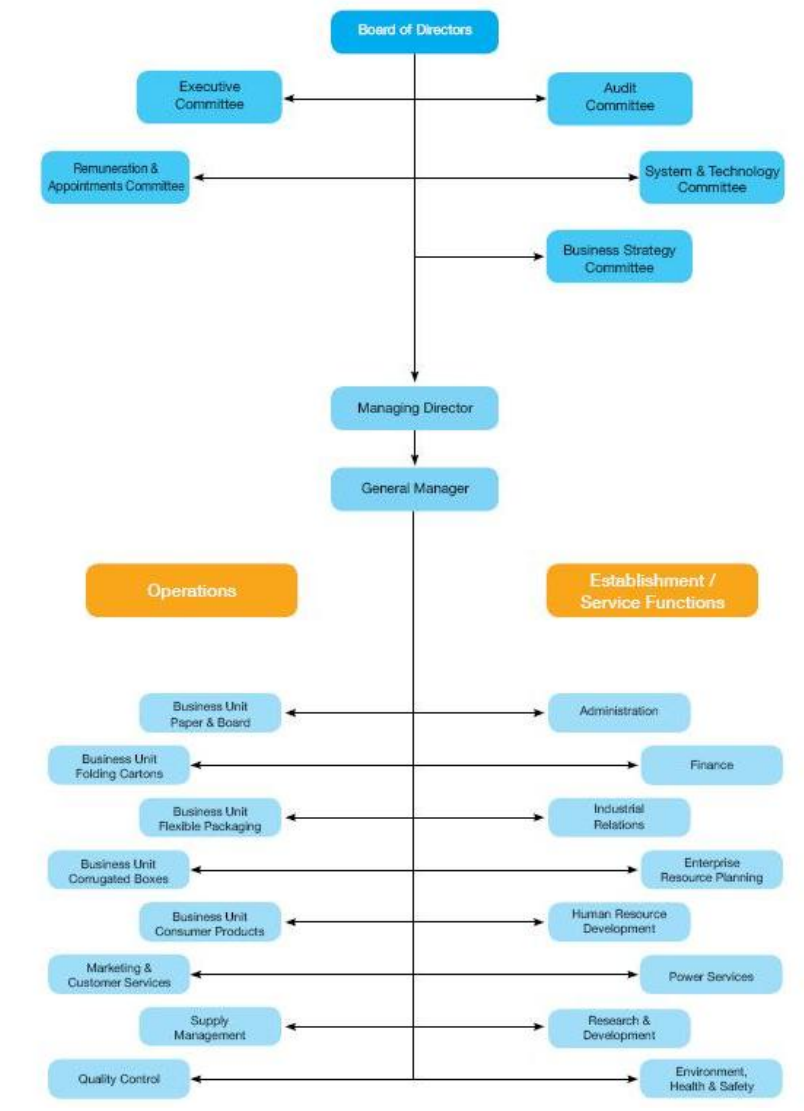 Board of Directors
Executive
Committee
Audit
Committee
Remuneration &
Appointments Committee
System & Technology
Committee
Business Strategy
Committee
Managing Director
General Manager
Operations
Establishment /
Service Functions
Business Unit
Paper & Board
Administration
Business Unit
Folding Cartons
Finance
Business Unit
Flexible Packaging
Industrial
Relations
Business Unit
Corrugated Boxes
Enterprise
Resource Planning
Business Unit
Consumer Products
Human Resource
Development
Marketing &
Customer Services
Power Services
Supply
Management
Research &
Development
Quality Control
Environment,
Health & Safety